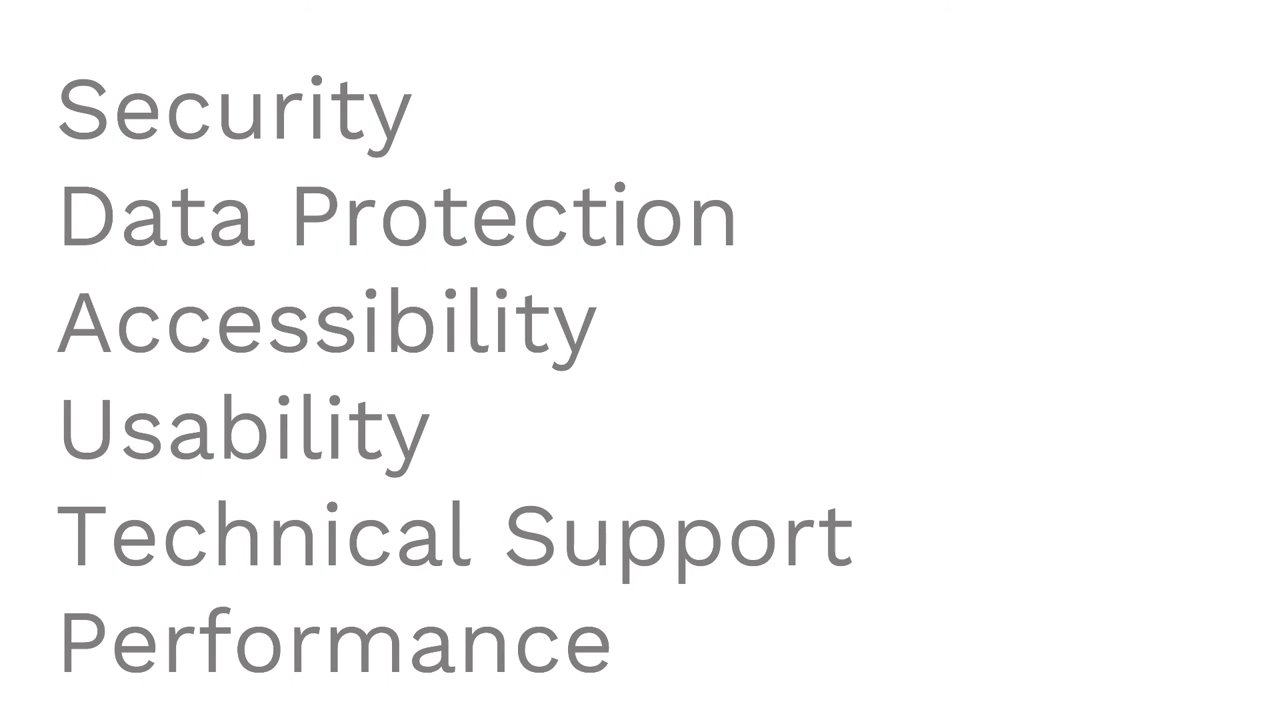 Security
Data Protection
Accessibility
Usability
Technical Support
Performance